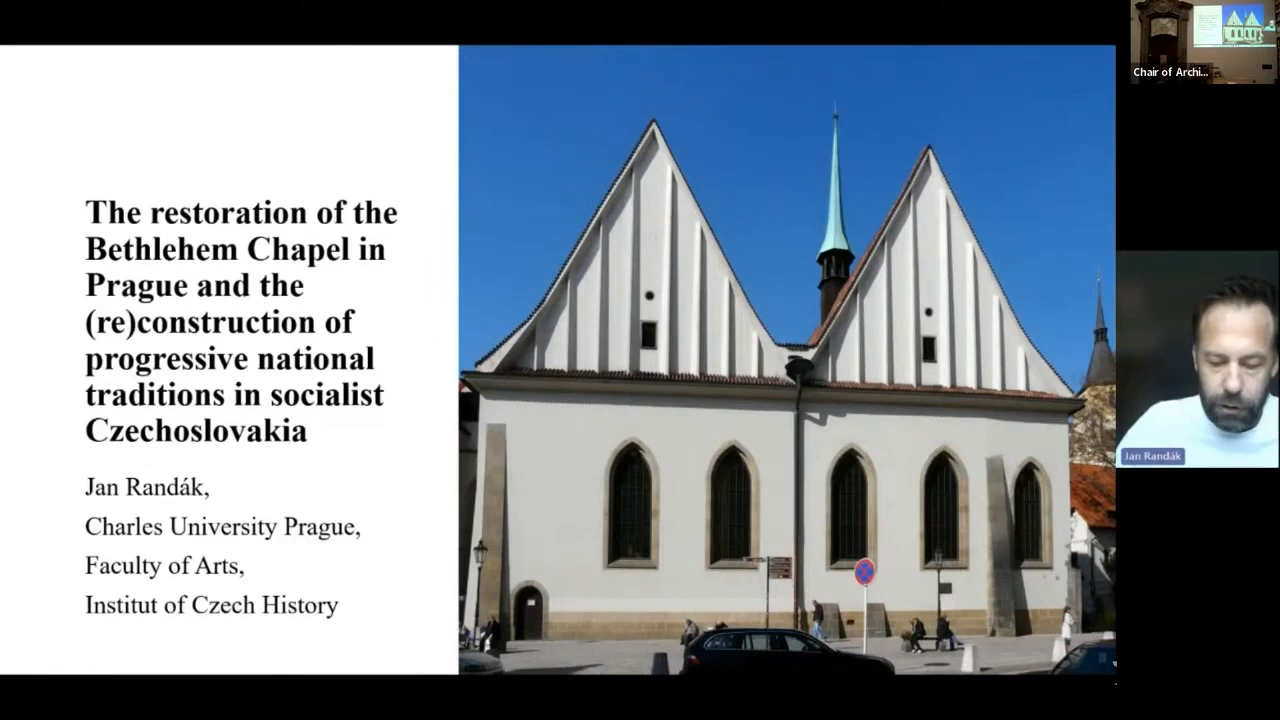 The restoration of the
Bethlehem Chapel in
Prague and the
(re)construction of
progressive national
traditions in socialist
Czechoslovakia
Jan Randák,
Charles University Prague,
Faculty of Arts,
Institut of Czech History
Chair of Archi...
Jan Randák